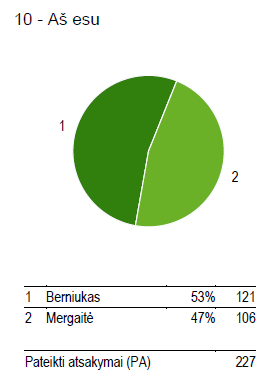 10 - Aš esu
1
2
1 Berniukas 53% 121
2 Mergaitė 47% 106
Pateikti atsakymai (PA) 227